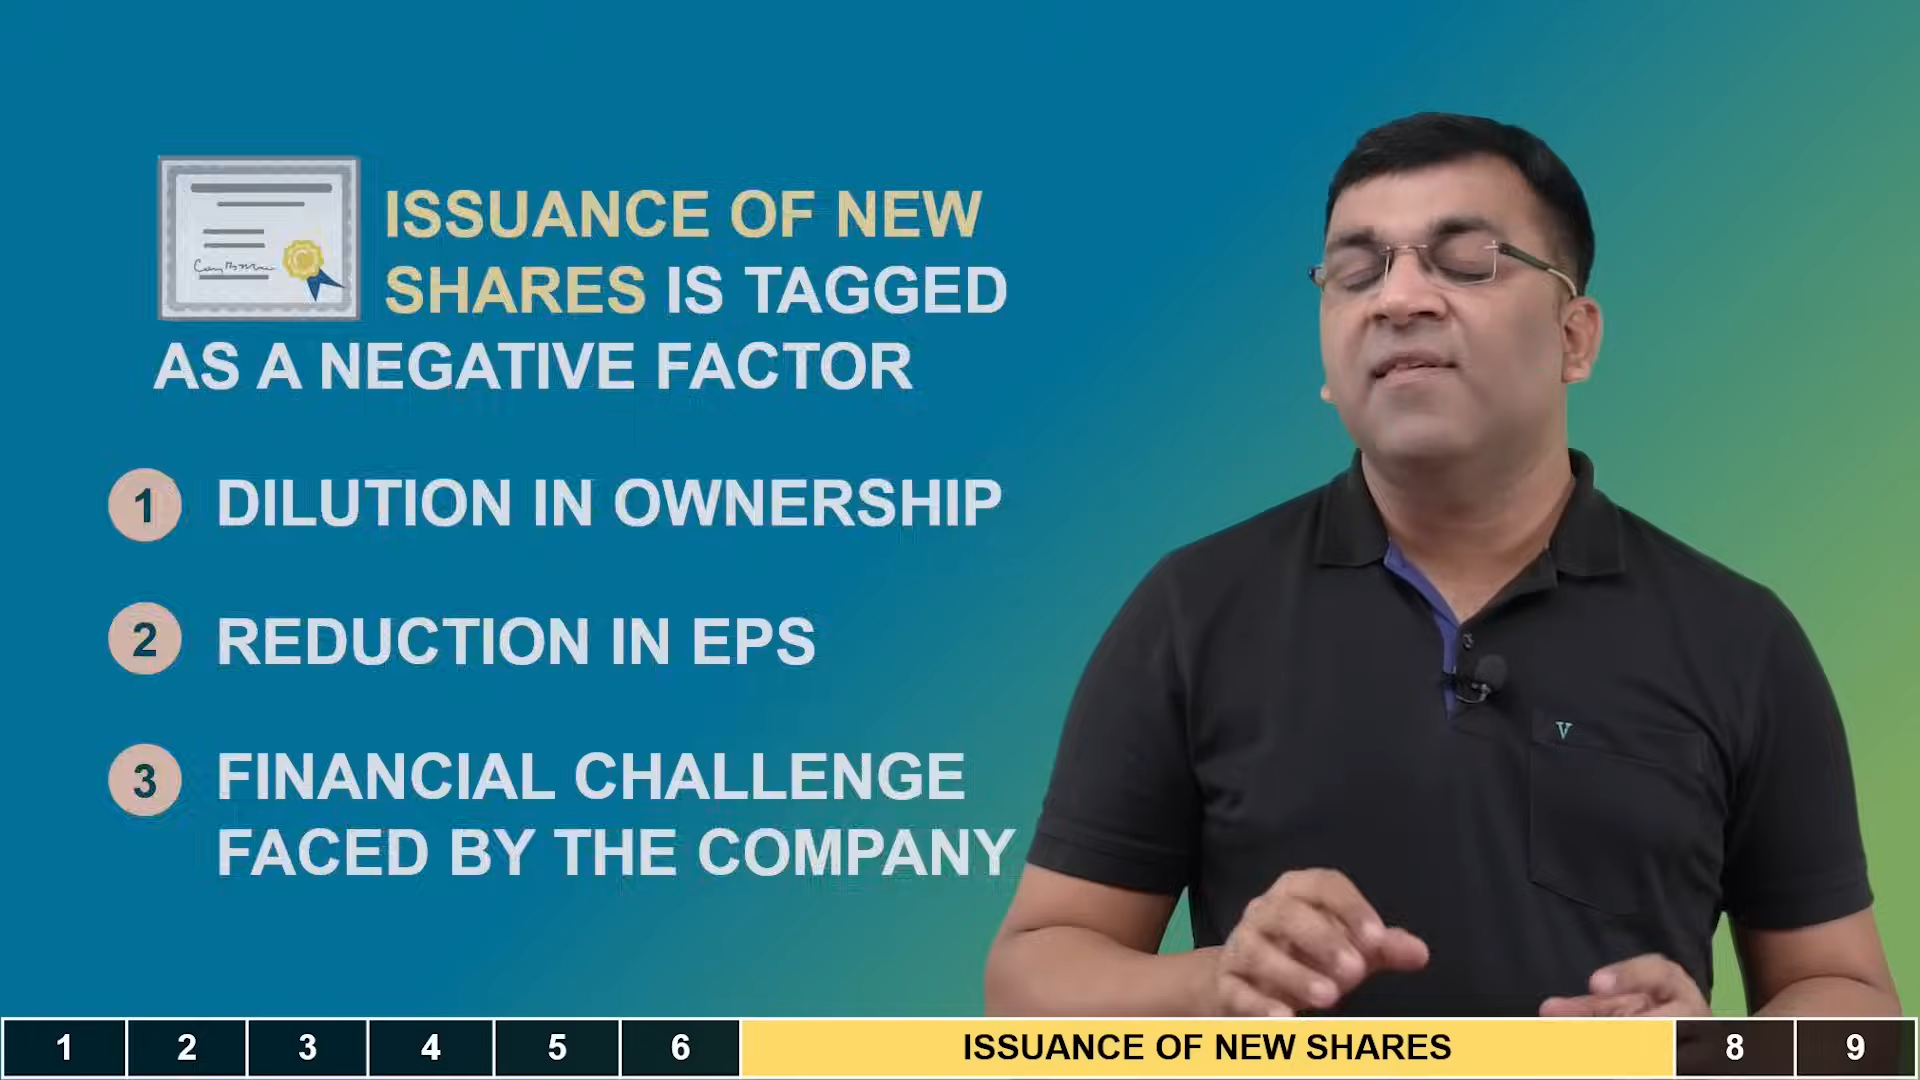 ISSUANCE OF NEW
SHARES IS TAGGED
AS A NEGATIVE FACTOR
1 DILUTION IN OWNERSHIP
2 REDUCTION IN EPS
3 FINANCIAL CHALLENGE
FACED BY THE COMPANY
V
1 2 3 4 5 6 ISSUANCE OF NEW SHARES 8 9